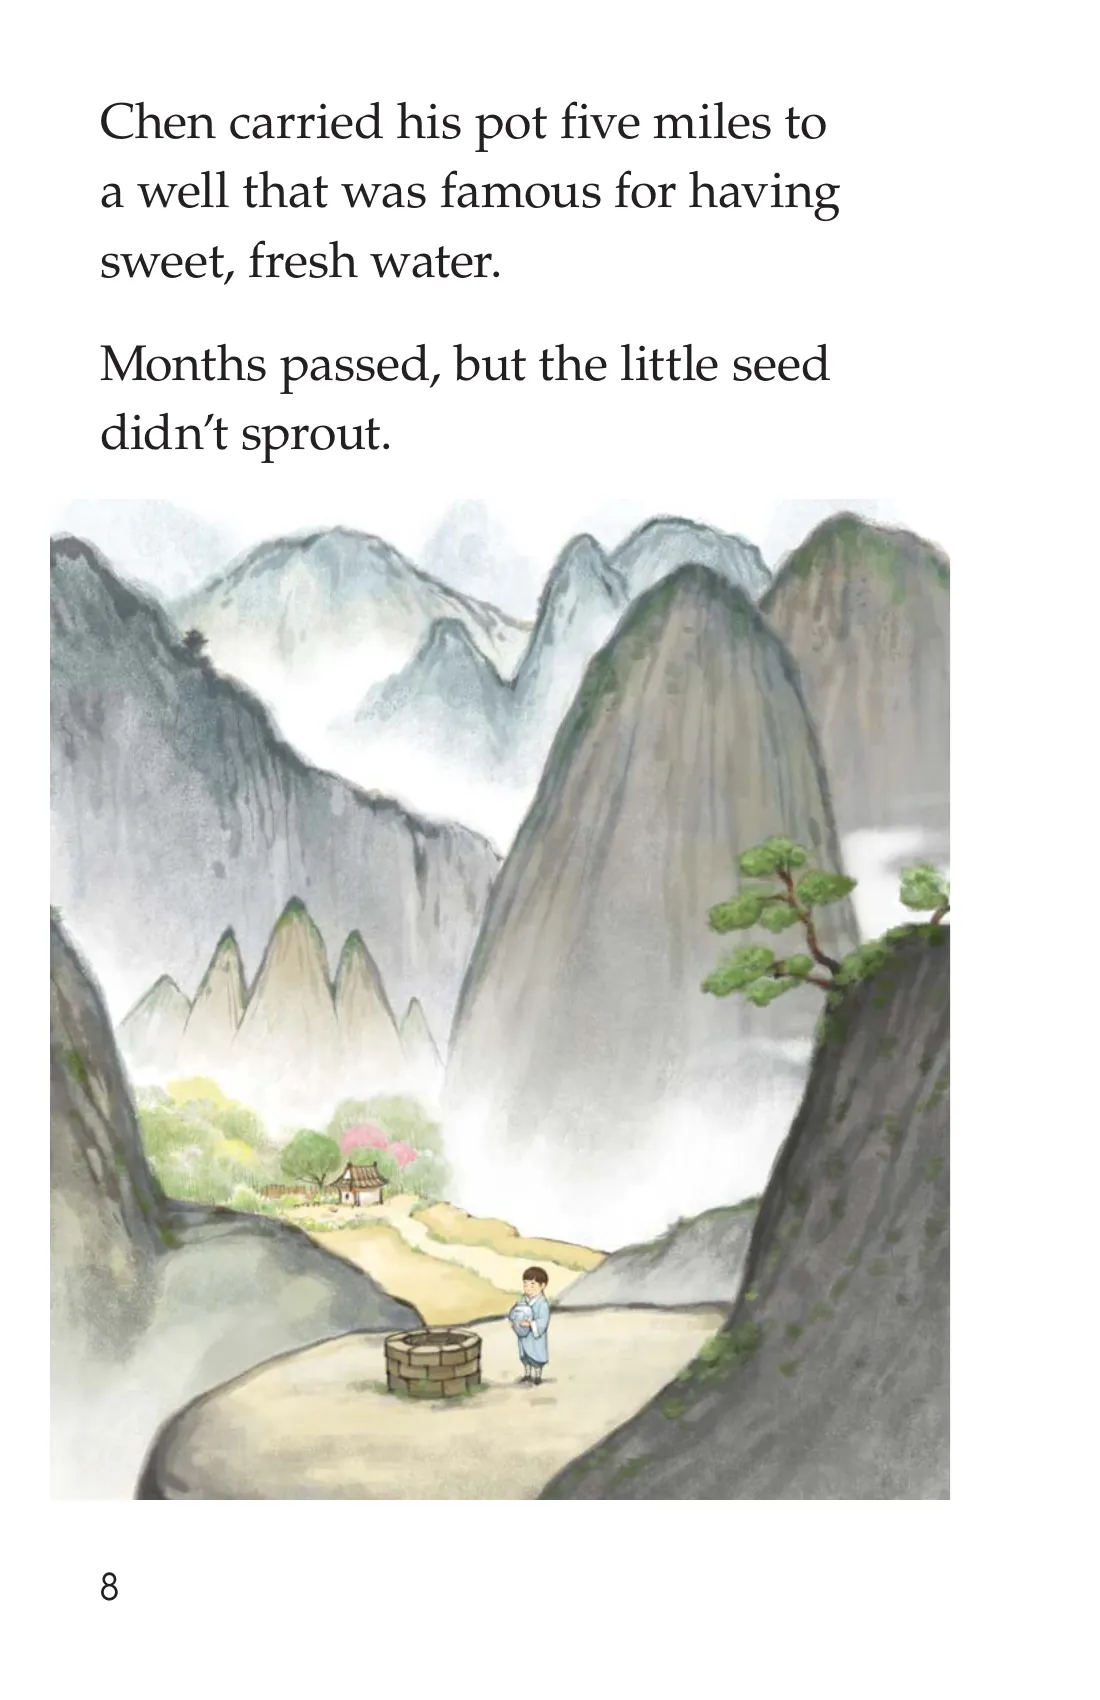 Chen carried his pot five miles to
a well that was famous for having
sweet, fresh water.
Months passed, but the little seed
didn’t sprout.
8